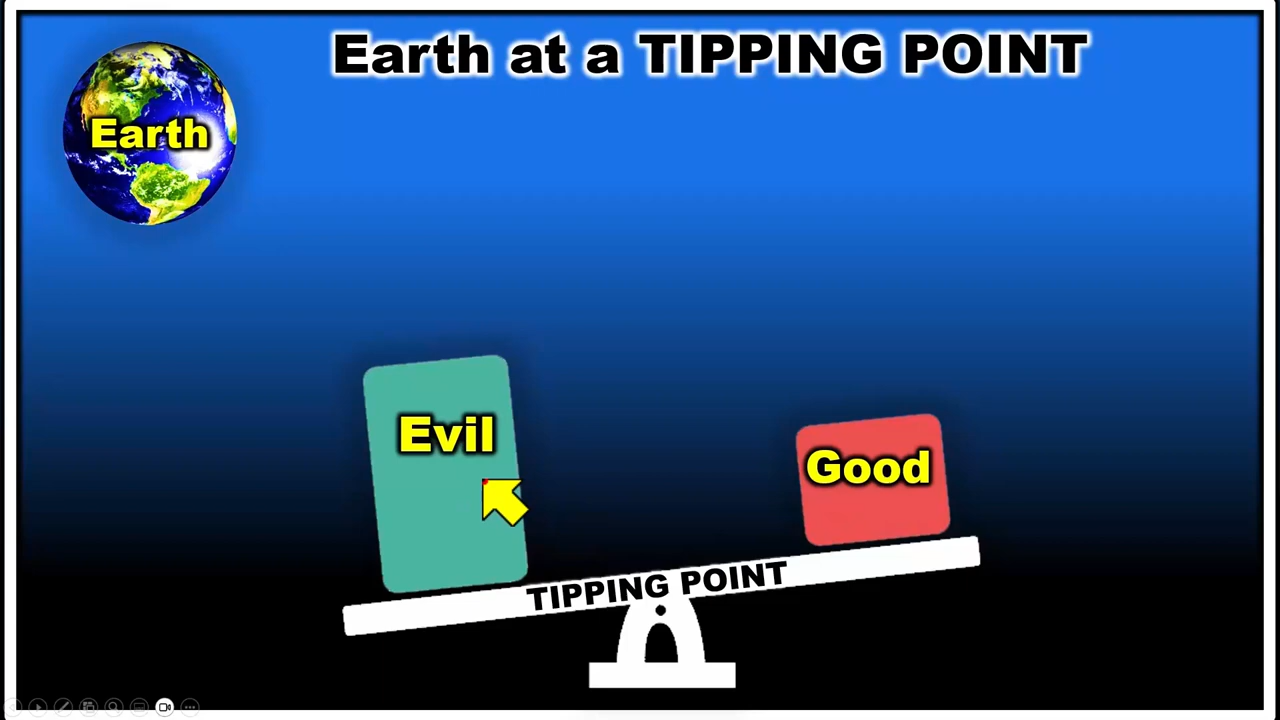 Earth at a TIPPING POINT
Earth
Evil
Good
TIPPING POINT